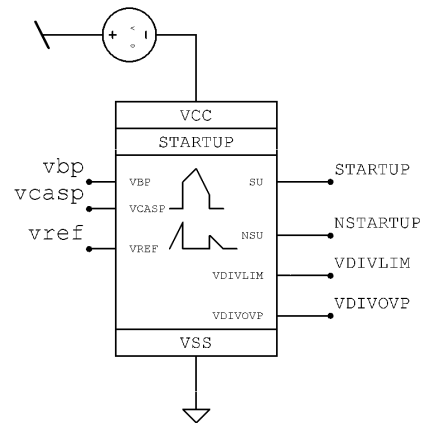 VCC
STARTUP
vbp
VBP
SU
STARTUP
vcasp
VCASP
vref
VREF
NSU
NSTARTUP
VDIVLIM
VDIVLIM
VDIVOVP
VDIVOVP
VSS